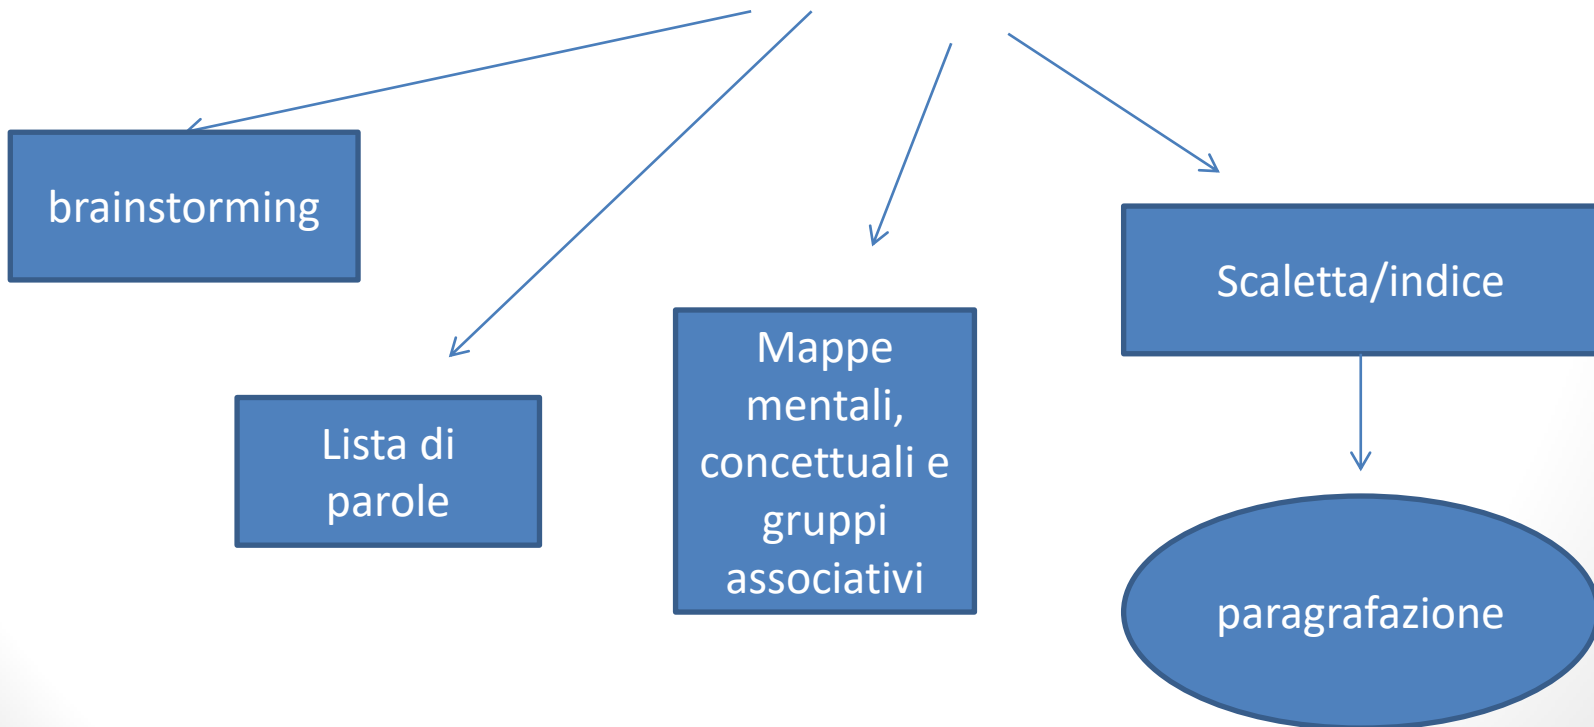 brainstorming
Lista di
parole
Mappe
mentali,
concettuali e
gruppi
associativi
Scaletta/indice
paragrafazione